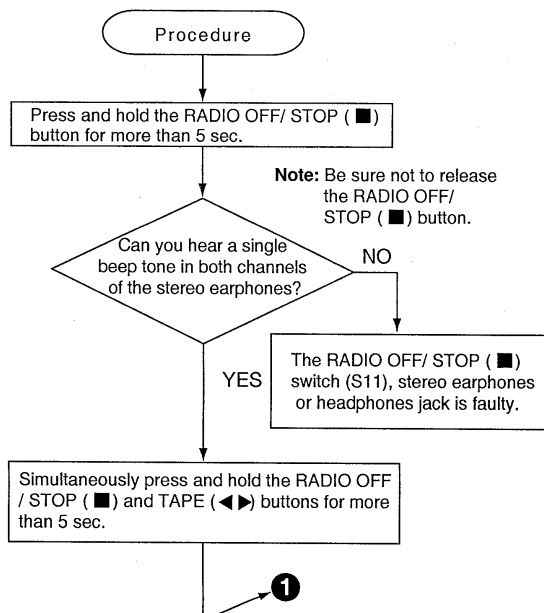 Procedure
Press and hold the RADIO OFF/ STOP ( ■ )
button for more than 5 sec.
Note: Be sure not to release
the RADIO OFF/
STOP ( ■ ) button.
Can you hear a single
beep tone in both channels
of the stereo earphones?
NO
The RADIO OFF/ STOP ( ■ )
switch (S11), stereo earphones
or headphones jack is faulty.
YES
Simultaneously press and hold the RADIO OFF
/ STOP ( ■ ) and TAPE (◀ ▶) buttons for more
than 5 sec.
1